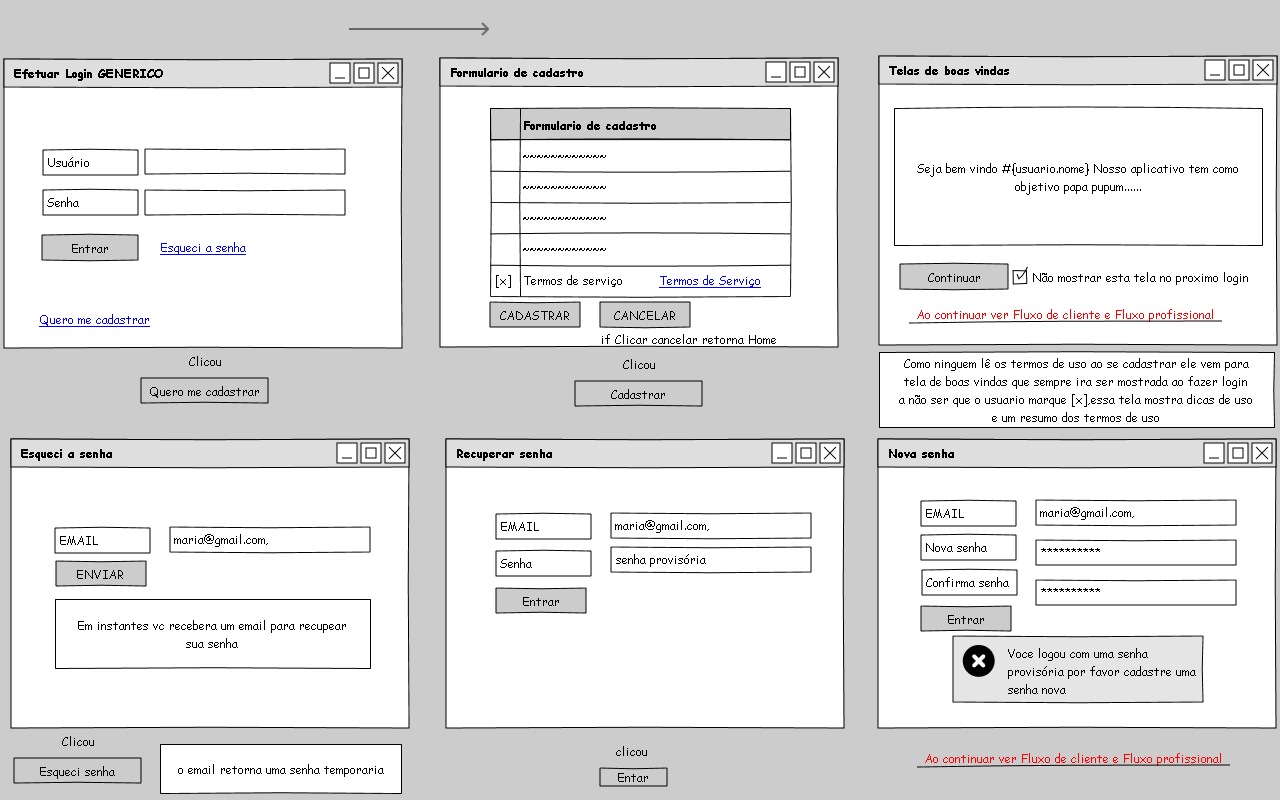 Efetuar Login GENERICO
Usuário
Senha
Entrar
Esqueci a senha
Quero me cadastrar
Clicou
Quero me cadastrar
Formulario de cadastro
Formulario de cadastro
~~~~~~~~~~~~
~~~~~~~~~~~~
~~~~~~~~~~~~
~~~~~~~~~~~~
[x] Termos de serviço Termos de Serviço
CADASTRAR
CANCELAR
if Clicar cancelar retorna Home
Clicou
Cadastrar
Telas de boas vindas
Seja bem vindo #{usuario.nome} Nosso aplicativo tem como
objetivo papa pupum......
Continuar
Não mostrar esta tela no proximo login
Ao continuar ver Fluxo de cliente e Fluxo profissional
Como ninguem lê os termos de uso ao se cadastrar ele vem para
tela de boas vindas que sempre ira ser mostrada ao fazer login
a não ser que o usuario marque [x],essa tela mostra dicas de uso
e um resumo dos termos de uso
Esqueci a senha
EMAIL
maria@gmail.com,
ENVIAR
Em instantes vc recebera um email para recupear
sua senha
Clicou
Esqueci senha
o email retorna uma senha temporaria
Recuperar senha
EMAIL
maria@gmail.com,
Senha
senha provisória
Entrar
clicou
Entar
Nova senha
EMAIL
maria@gmail.com,
Nova senha
**********
Confirma senha
**********
Entrar
Voce logou com uma senha
provisória por favor cadastre uma
senha nova
Ao continuar ver Fluxo de cliente e Fluxo profissional